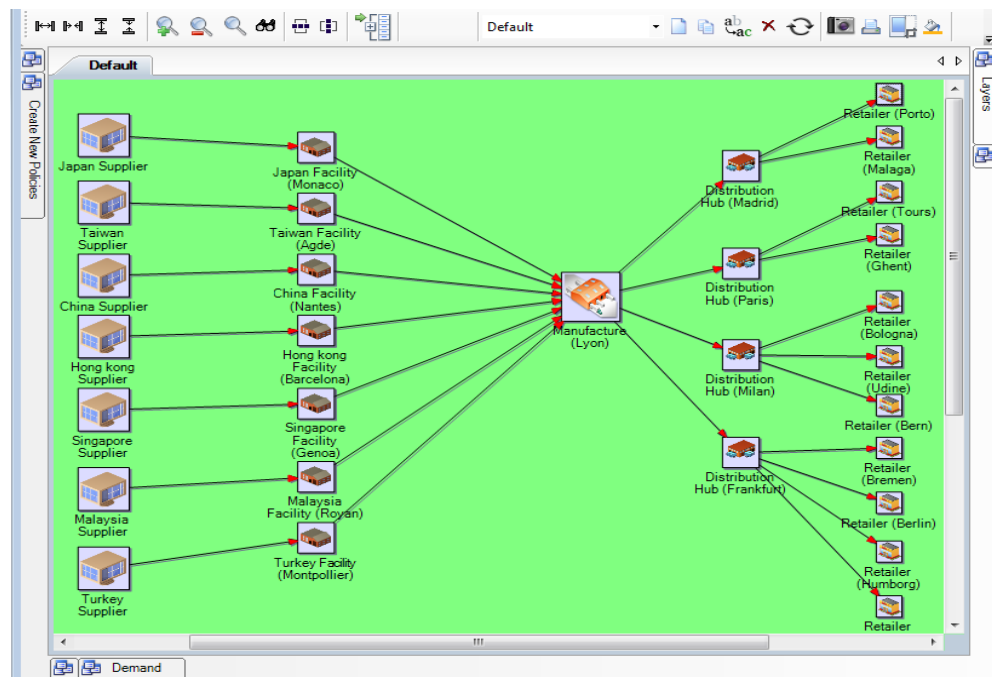 Default
ab
ac
Default
Create New Policies
Layers
Japan Supplier
Taiwan
Supplier
China Supplier
Hong kong
Supplier
Singapore
Supplier
Malaysia
Supplier
Turkey
Supplier
Japan Facility
(Monaco)
Taiwan Facility
(Agde)
China Facility
(Nantes)
Hong kong
Facility
(Barcelona)
Singapore
Facility
(Genoa)
Malaysia
Facility (Royan)
Turkey Facility
(Montpollier)
Manufacture
(Lyon)
Distribution
Hub (Madrid)
Distribution
Hub (Paris)
Distribution
Hub (Milan)
Distribution
Hub (Frankfurt)
Retailer (Porto)
Retailer
(Malaga)
Retailer (Tours)
Retailer
(Ghent)
Retailer
(Bologna)
Retailer
(Udine)
Retailer (Bern)
Retailer
(Bremen)
Retailer (Berlin)
Retailer
(Humborg)
Retailer
Demand